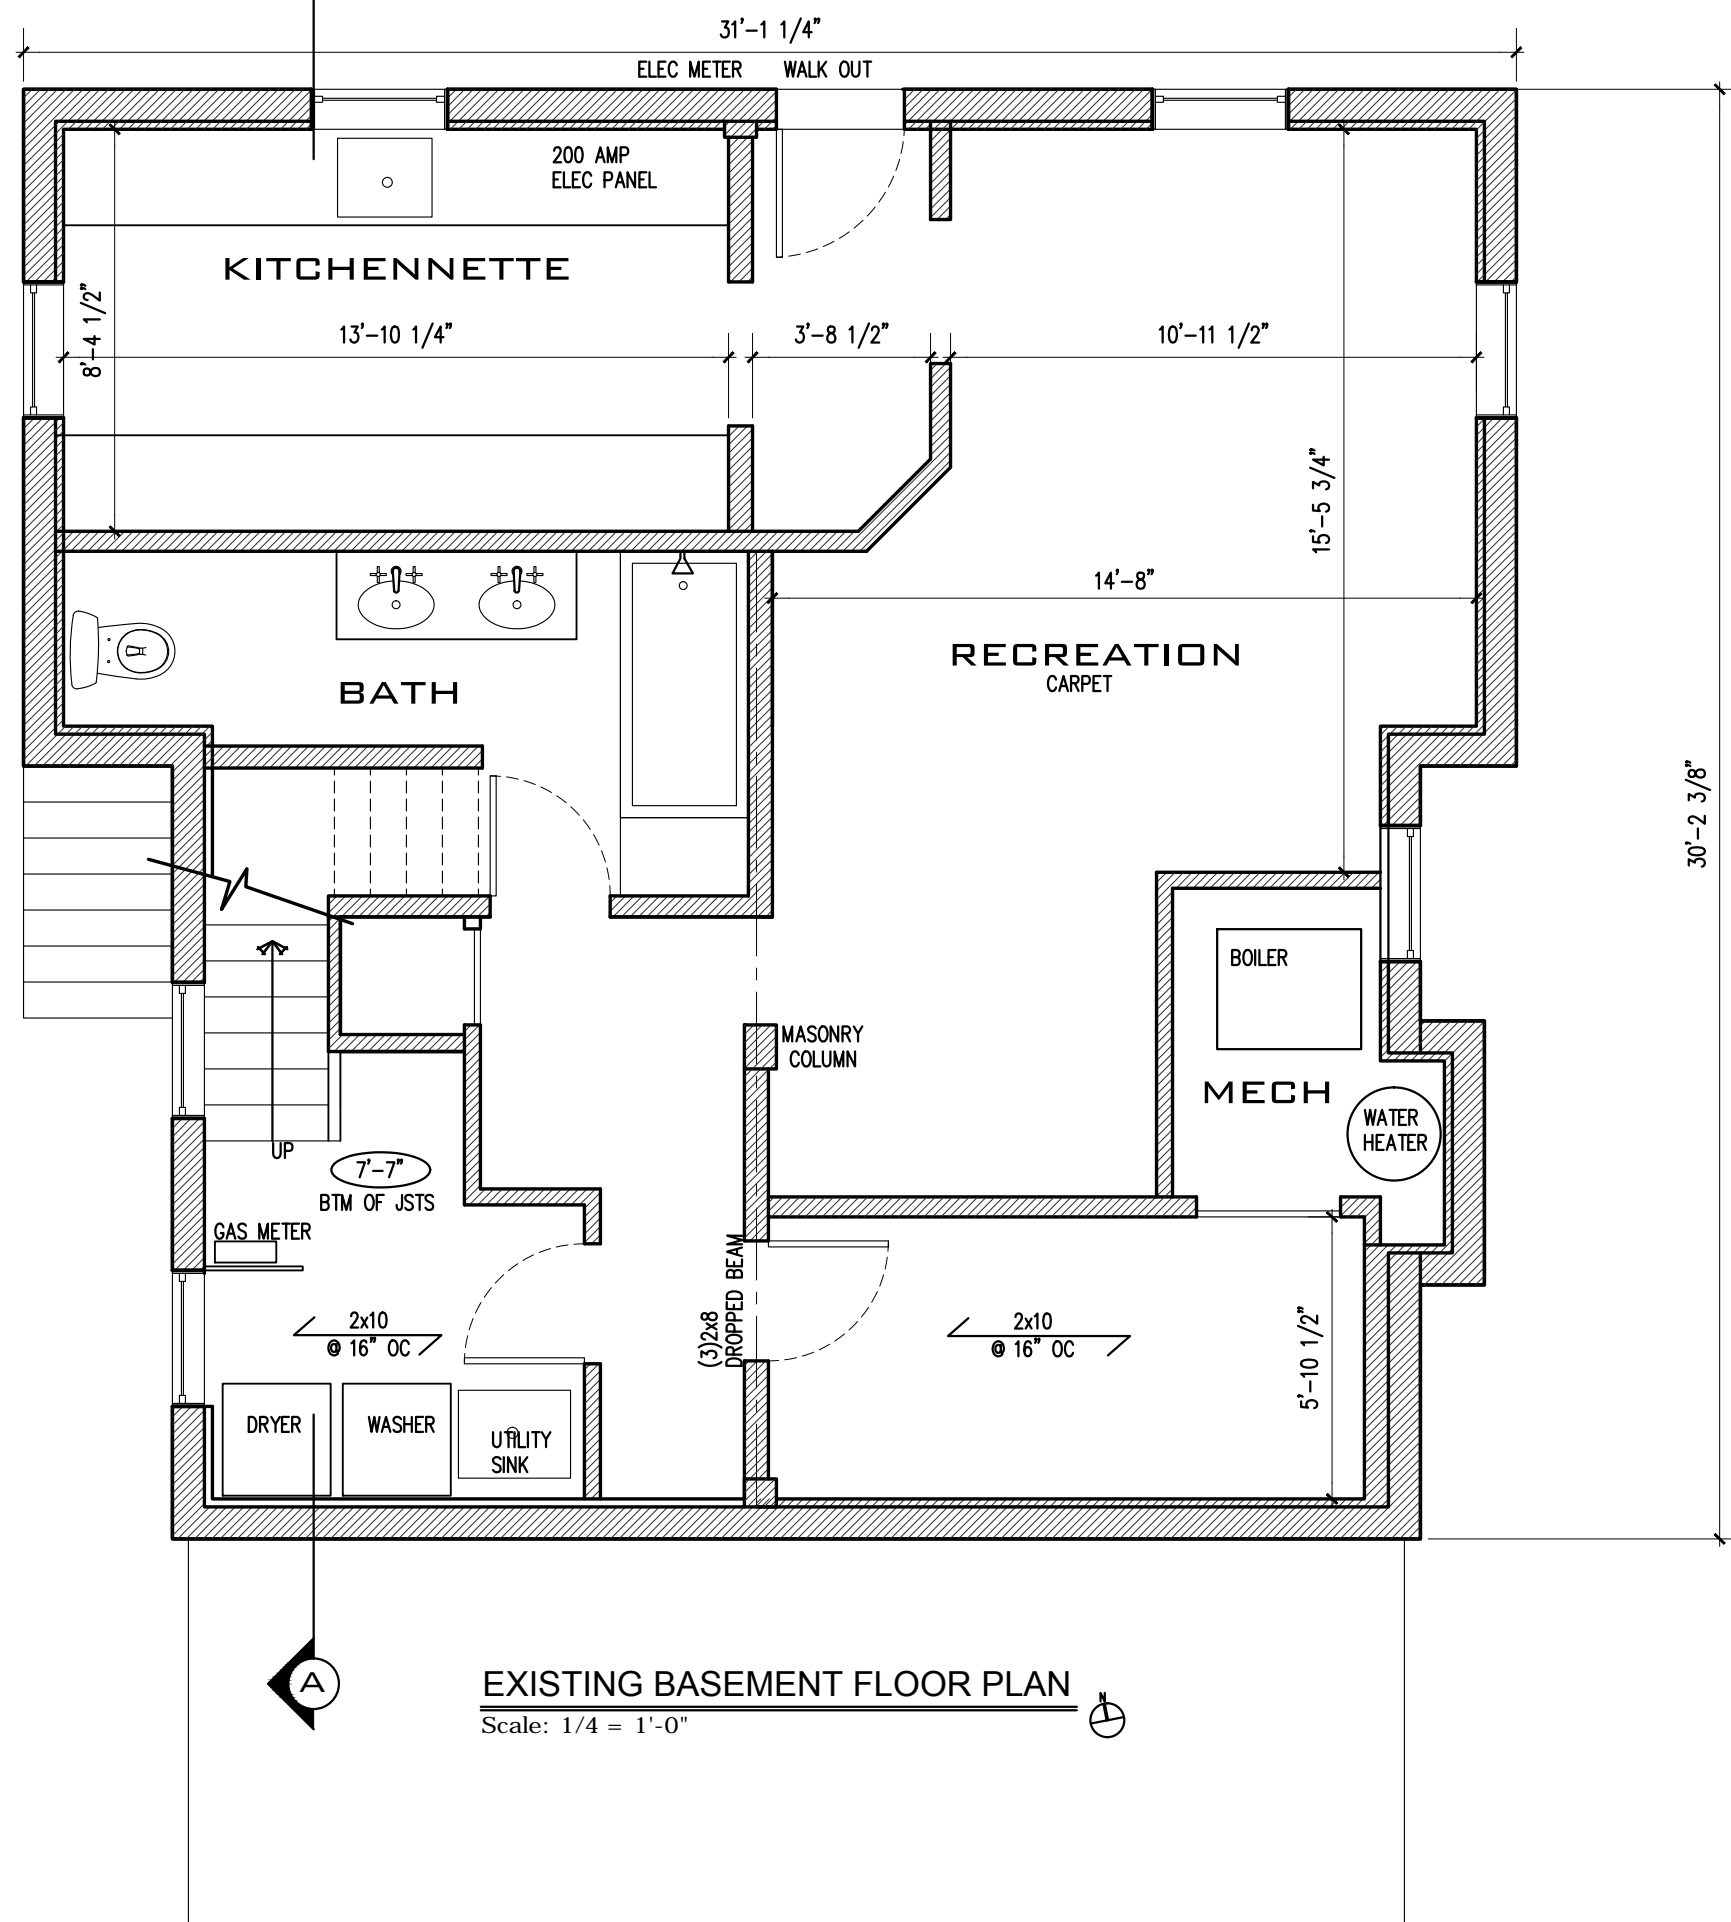 31'-1 1/4"
ELEC METER
WALK OUT
200 AMP
ELEC PANEL
KITCHENNETTE
8'-4 1/2"
13'-10 1/4"
3'-8 1/2"
10'-11 1/2"
15'-5 3/4"
14'-8"
RECREATION
CARPET
BATH
30'-2 3/8"
BOILER
MASONRY
COLUMN
MECH
WATER
HEATER
UP
7'-7"
BTM OF JSTS
GAS METER
(3)2x8
DROPPED BEAM
2x10
@ 16" OC
2x10
@ 16" OC
5'-10 1/2"
DRYER
WASHER
UTILITY
SINK
A
EXISTING BASEMENT FLOOR PLAN
N
Scale: 1/4 = 1'-0"